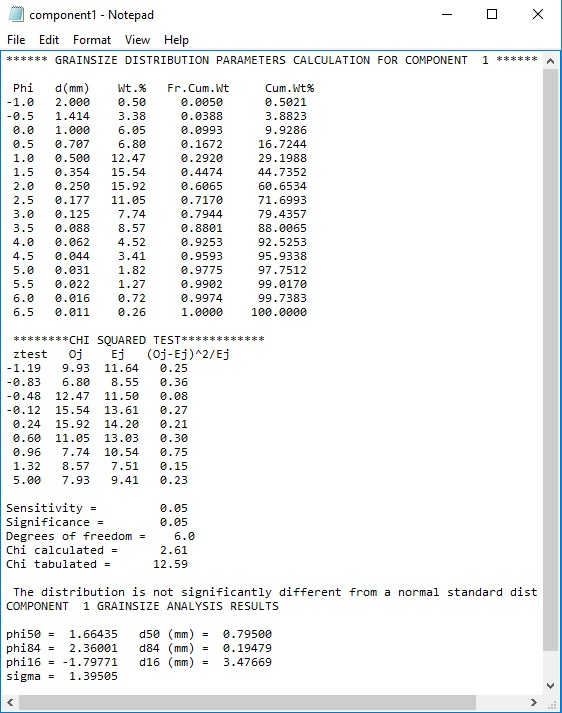 component1 - Notepad
File Edit Format View Help
****** GRAINSIZE DISTRIBUTION PARAMETERS CALCULATION FOR COMPONENT 1 ******
Phi d(mm) Wt.% Fr.Cum.Wt Cum.Wt%
-1.0 2.000 0.50 0.0050 0.5021
-0.5 1.414 3.38 0.0388 3.8823
0.0 1.000 6.05 0.0993 9.9286
0.5 0.707 6.80 0.1672 16.7244
1.0 0.500 12.47 0.2920 29.1988
1.5 0.354 15.54 0.4474 44.7352
2.0 0.250 15.92 0.6065 60.6534
2.5 0.177 11.05 0.7170 71.6993
3.0 0.125 7.74 0.7944 79.4357
3.5 0.088 8.57 0.8801 88.0065
4.0 0.062 4.52 0.9253 92.5253
4.5 0.044 3.41 0.9593 95.9338
5.0 0.031 1.82 0.9775 97.7512
5.5 0.022 1.27 0.9902 99.0170
6.0 0.016 0.72 0.9974 99.7383
6.5 0.011 0.26 1.0000 100.0000
********CHI SQUARED TEST************
ztest Oj Ej (Oj-Ej)^2/Ej
-1.19 9.93 11.64 0.25
-0.83 6.80 8.55 0.36
-0.48 12.47 11.50 0.08
-0.12 15.54 13.61 0.27
0.24 15.92 14.20 0.21
0.60 11.05 13.03 0.30
0.96 7.74 10.54 0.75
1.32 8.57 7.51 0.15
5.00 7.93 9.41 0.23
Sensitivity = 0.05
Significance = 0.05
Degrees of freedom = 6.0
Chi calculated = 2.61
Chi tabulated = 12.59
The distribution is not significantly different from a normal standard dist
COMPONENT 1 GRAINSIZE ANALYSIS RESULTS
phi50 = 1.66435 d50 (mm) = 0.79500
phi84 = 2.36001 d84 (mm) = 0.19479
phi16 = -1.79771 d16 (mm) = 3.47669
sigma = 1.39505